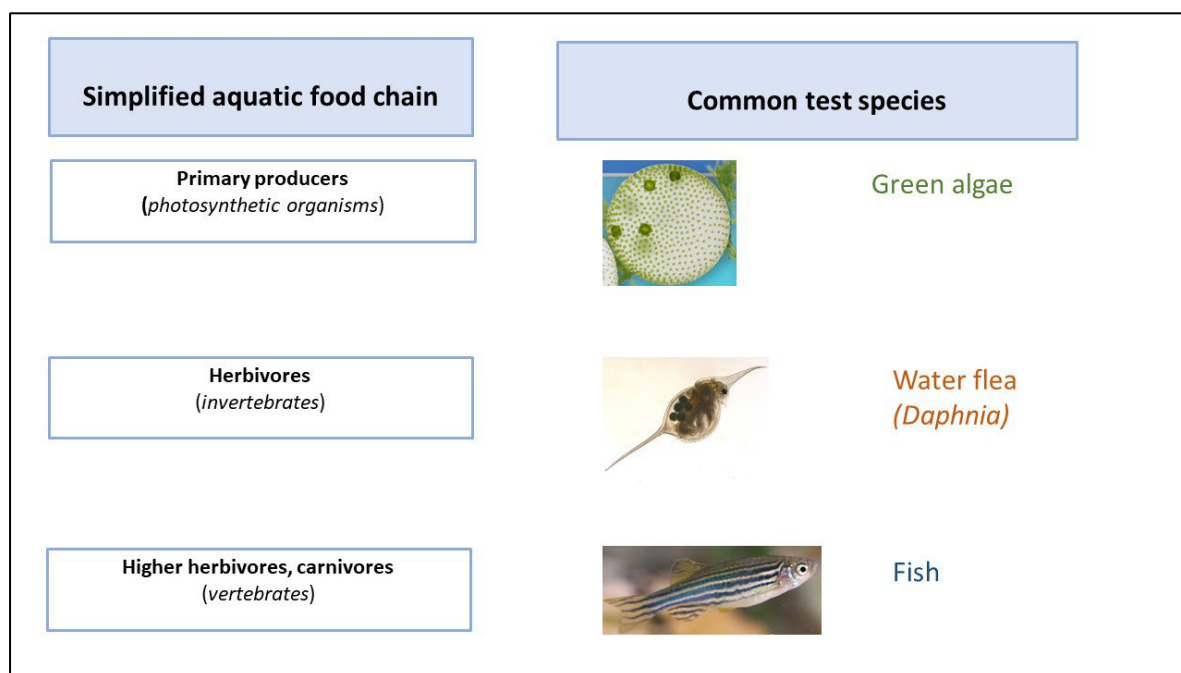 Simplified aquatic food chain
Common test species
Primary producers
(photosynthetic organisms)
Green algae
Herbivores
(invertebrates)
Water flea
(Daphnia)
Higher herbivores, carnivores
(vertebrates)
Fish